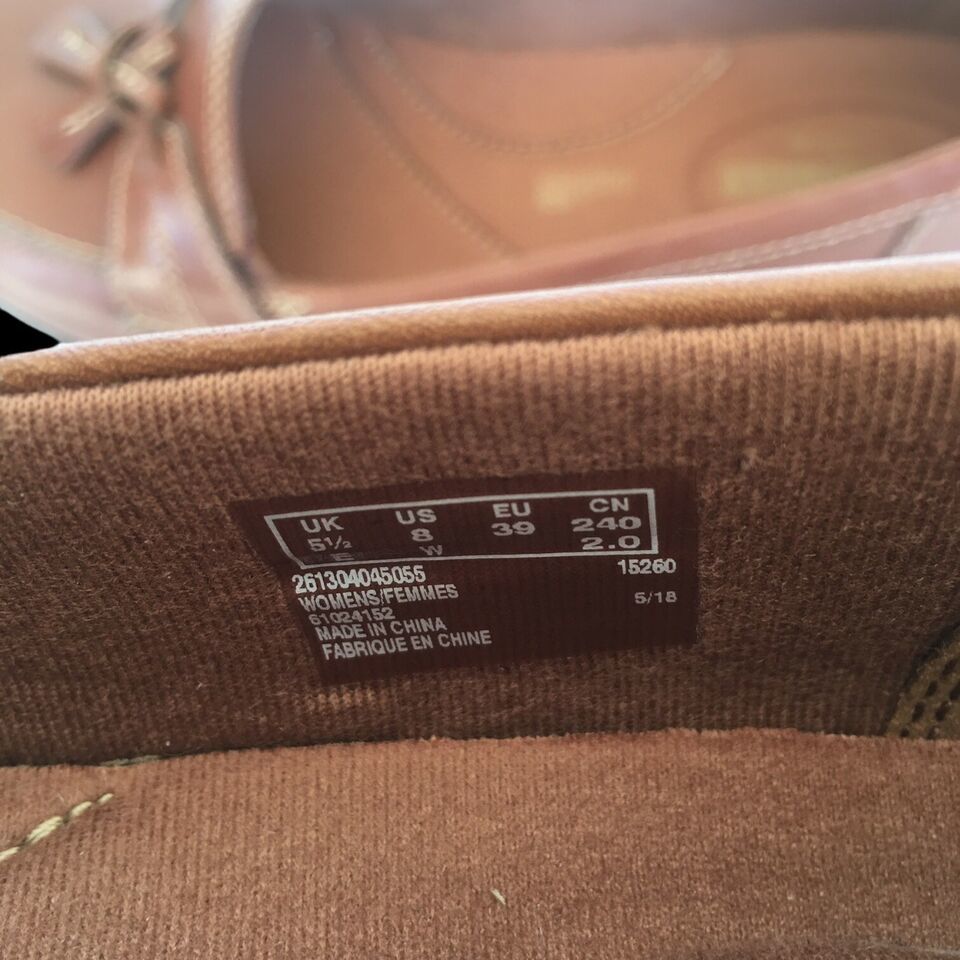 UK US EU CN
5½ 8 39 240
E W 2.0
261304045055 15260
WOMENS/FEMMES 5/18
61024152
MADE IN CHINA
FABRIQUE EN CHINE